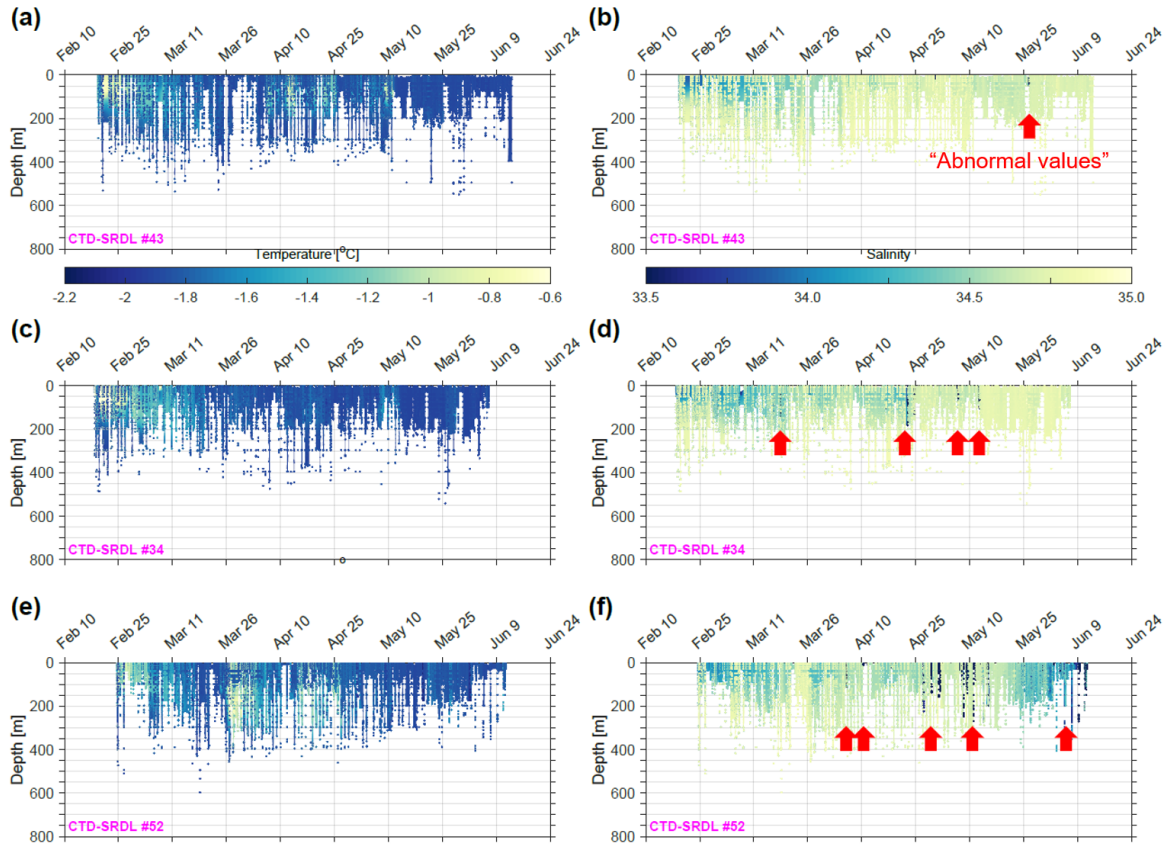 (a)
Feb 10 Feb 25 Mar 11 Mar 26 Apr 10 Apr 25 May 10 May 25 Jun 9 Jun 24
0
200
400
600
800
Depth [m]
CTD-SRDL #43
Temperature [°C]
-2.2 -2 -1.8 -1.6 -1.4 -1.2 -1 -0.8 -0.6
(b)
Feb 10 Feb 25 Mar 11 Mar 26 Apr 10 Apr 25 May 10 May 25 Jun 9 Jun 24
0
200
400
600
800
Depth [m]
“Abnormal values”
CTD-SRDL #43
Salinity
33.5 34.0 34.5 35.0
(c)
Feb 10 Feb 25 Mar 11 Mar 26 Apr 10 Apr 25 May 10 May 25 Jun 9 Jun 24
0
200
400
600
800
Depth [m]
CTD-SRDL #34
o
(d)
Feb 10 Feb 25 Mar 11 Mar 26 Apr 10 Apr 25 May 10 May 25 Jun 9 Jun 24
0
200
400
600
800
Depth [m]
CTD-SRDL #34
(e)
Feb 10 Feb 25 Mar 11 Mar 26 Apr 10 Apr 25 May 10 May 25 Jun 9 Jun 24
0
200
400
600
800
Depth [m]
CTD-SRDL #52
(f)
Feb 10 Feb 25 Mar 11 Mar 26 Apr 10 Apr 25 May 10 May 25 Jun 9 Jun 24
0
200
400
600
800
Depth [m]
CTD-SRDL #52